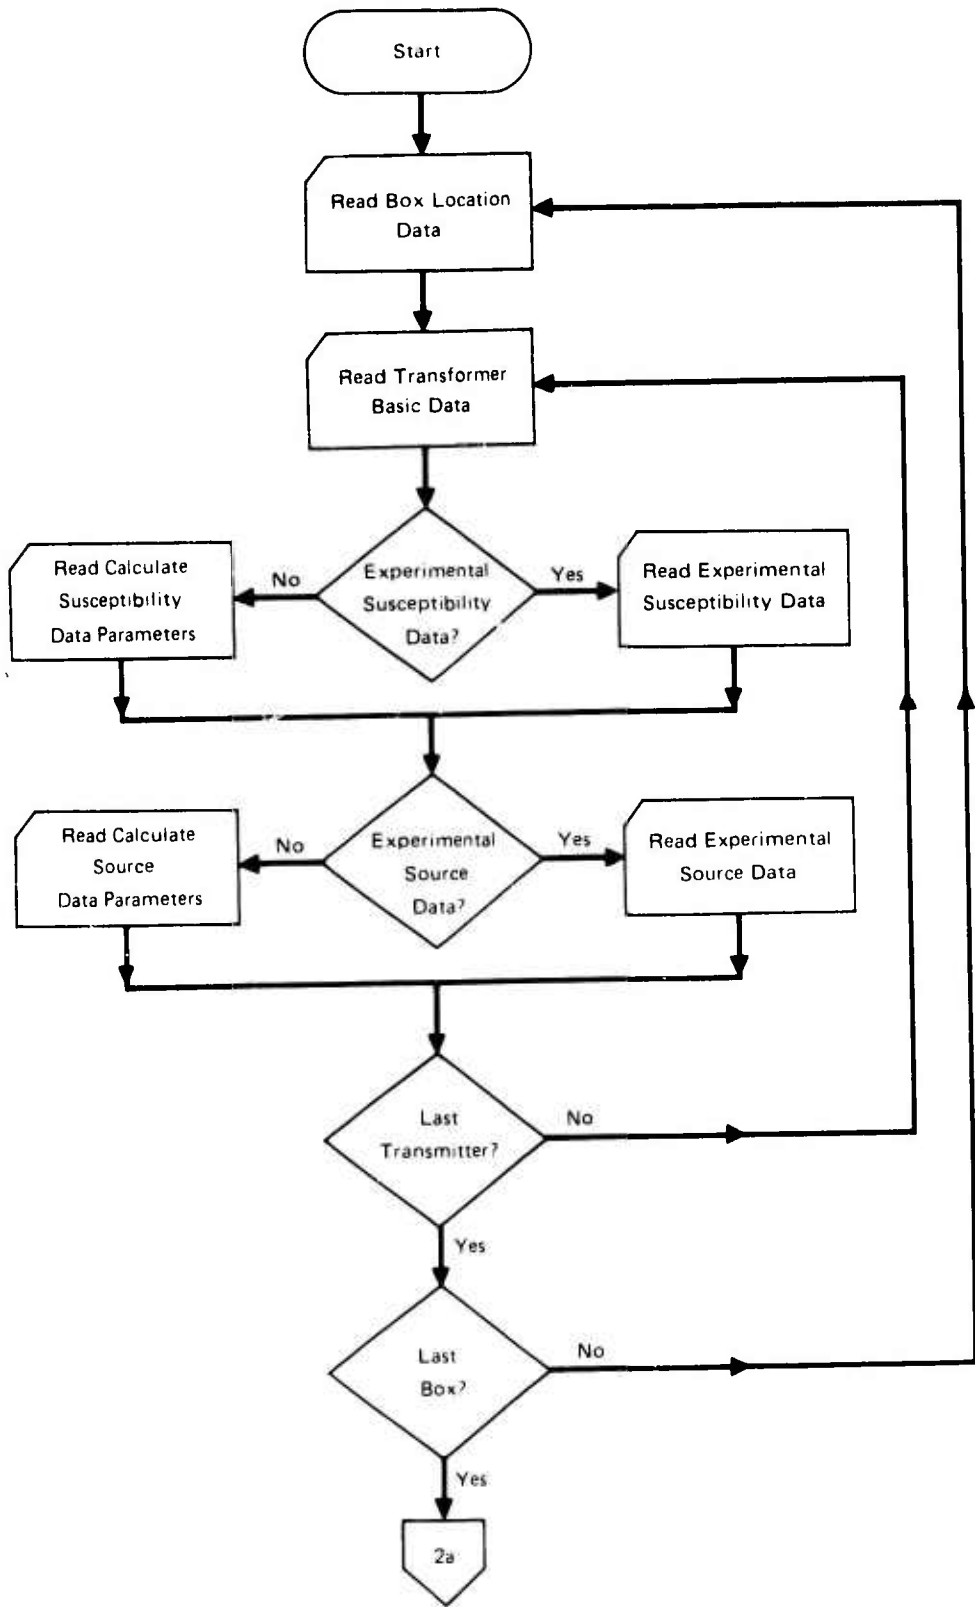 Start
Read Box Location
Data
Read Transformer
Basic Data
Experimental
Susceptibility
Data?
No
Yes
Read Calculate
Susceptibility
Data Parameters
Read Experimental
Susceptibility Data
Experimental
Source
Data?
No
Yes
Read Calculate
Source
Data Parameters
Read Experimental
Source Data
Last
Transmitter?
No
Yes
Last
Box?
No
Yes
2a